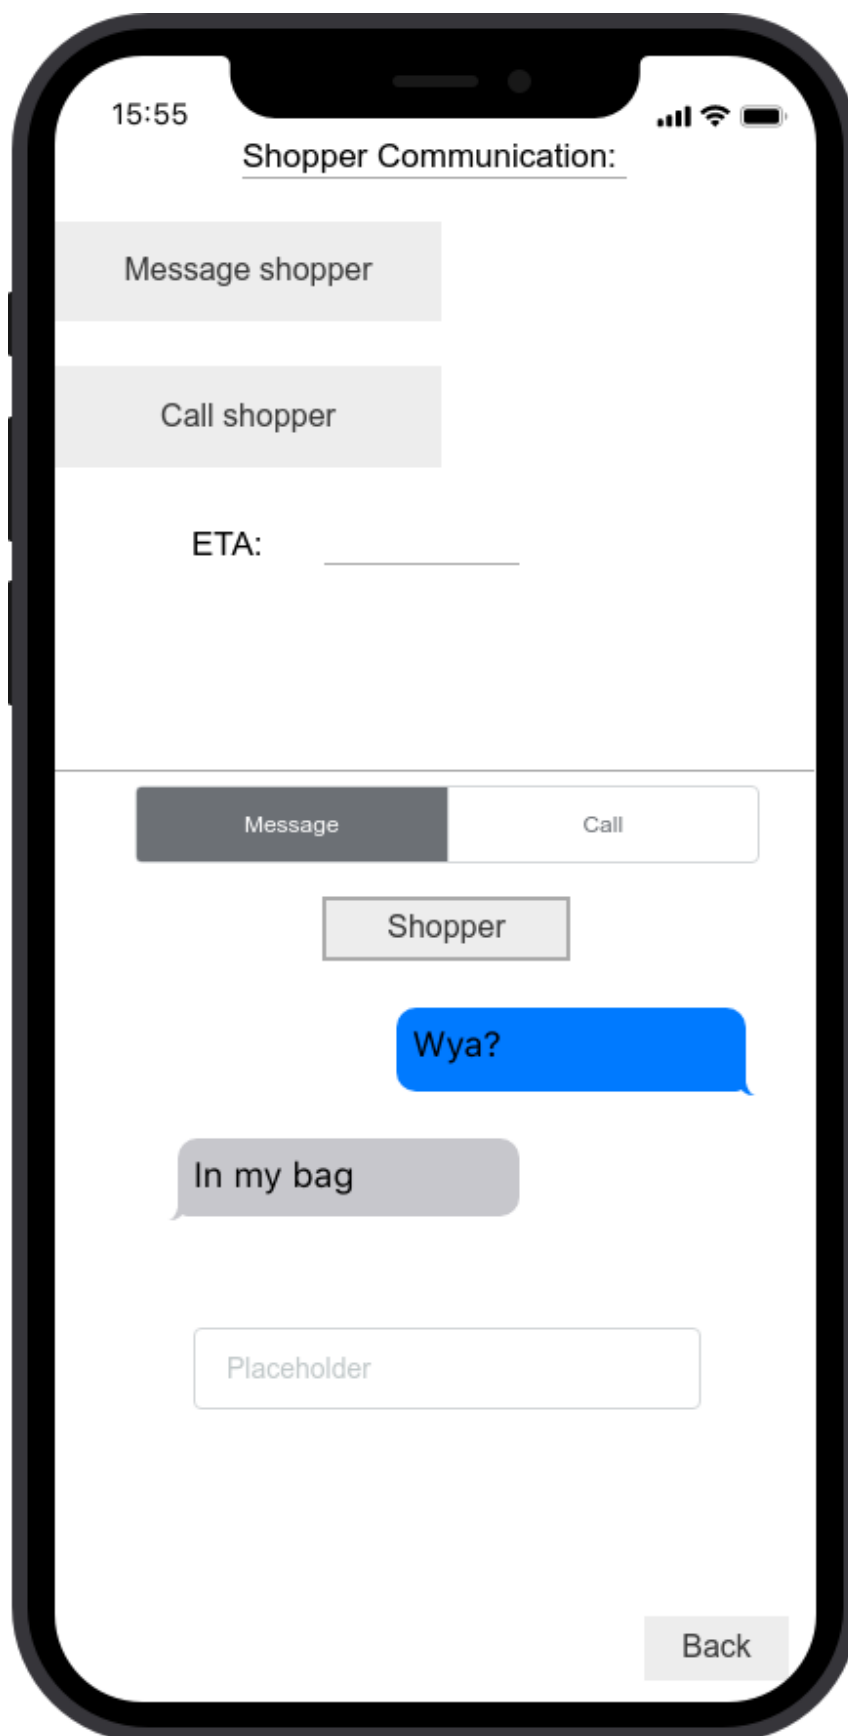 15:55
Shopper Communication:
Message shopper
Call shopper
ETA:
Message Call
Shopper
Wya?
In my bag
Placeholder
Back